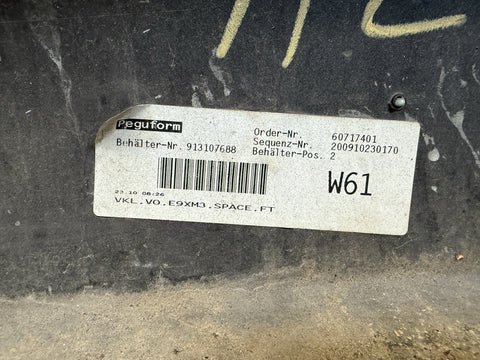 Peguform
Order-Nr. 60717401
Sequenz-Nr. 200910230170
Behälter-Nr. 913107688 Behälter-Pos. 2
W61
23.10 08:26
VKL.VO.E9XM3.SPACE.FT